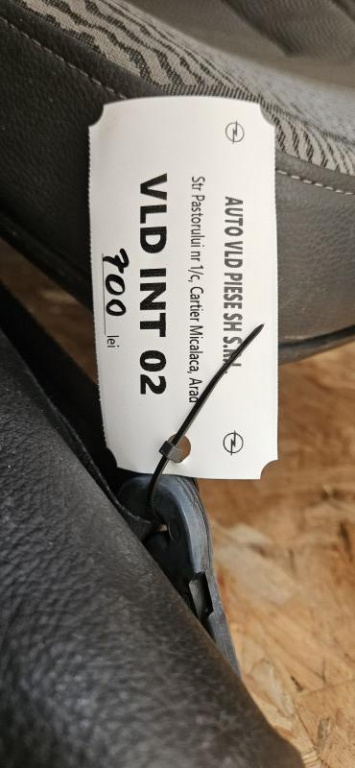 AUTO VLD PIESE SH S.R.L.
Str Pastorului nr 1/c, Cartier Micalaca, Arad
VLD INT 02
700 lei